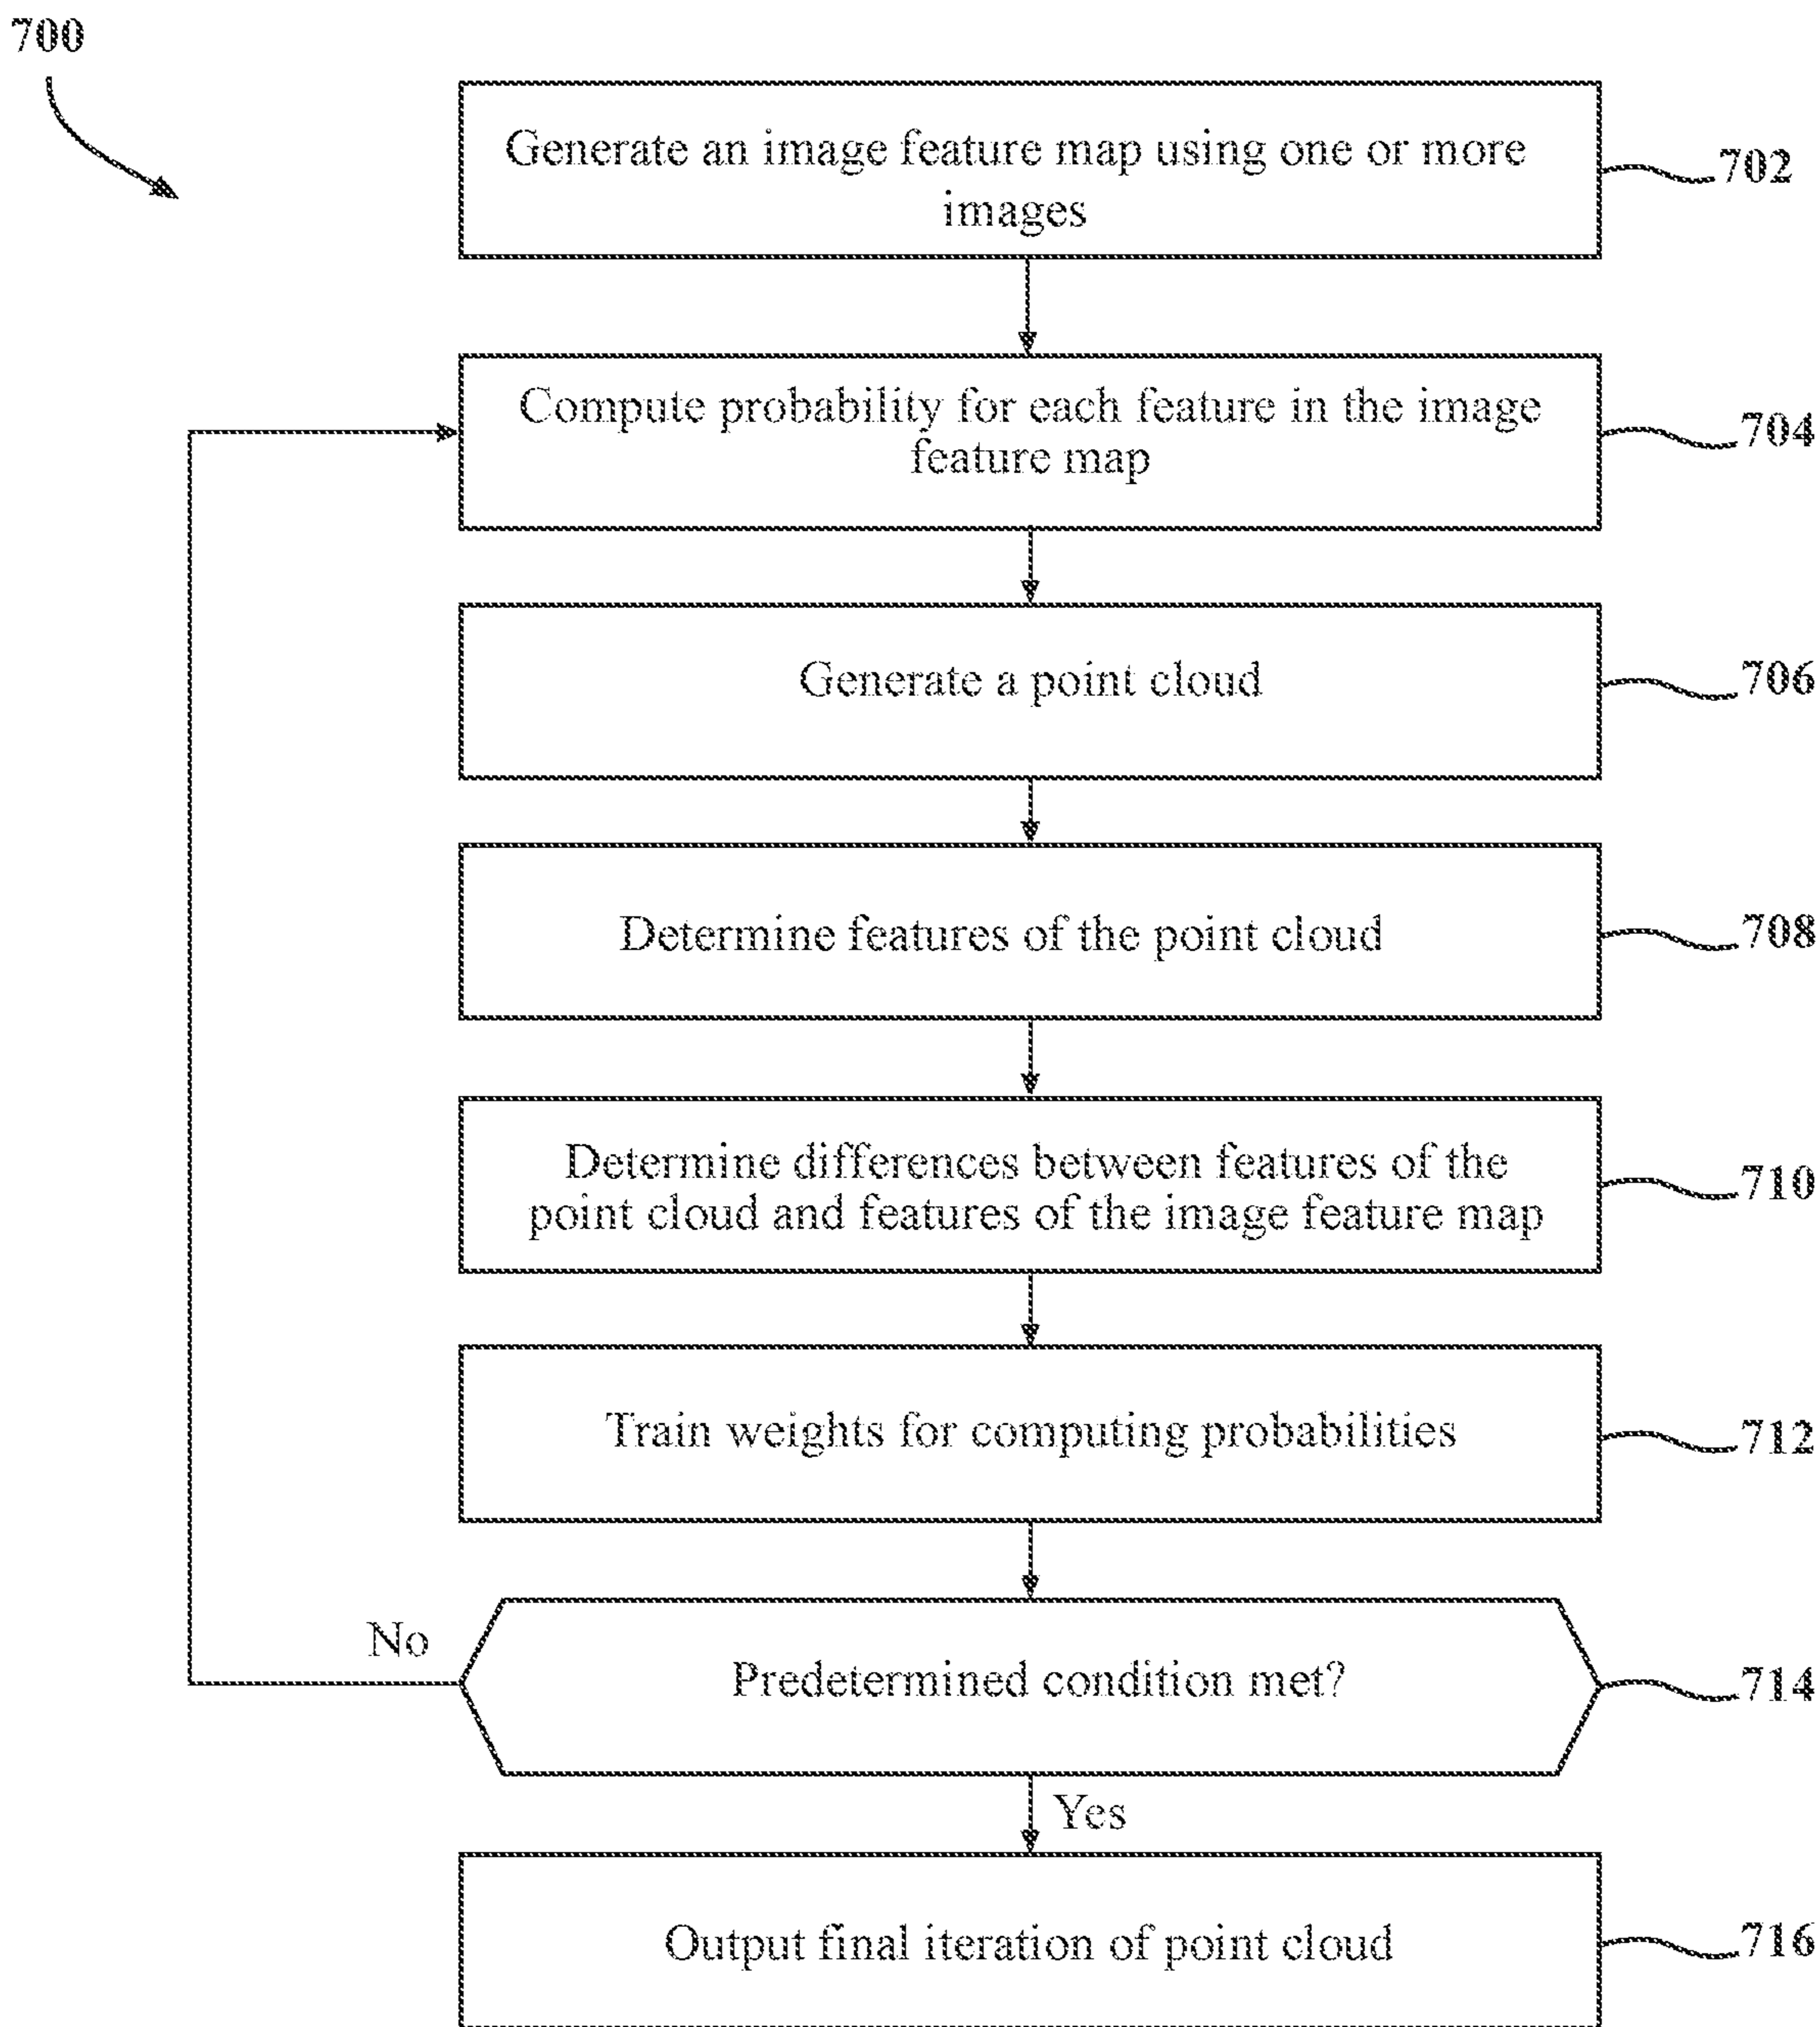 700
Generate an image feature map using one or more
images
702
Compute probability for each feature in the image
feature map
704
Generate a point cloud
706
Determine features of the point cloud
708
Determine differences between features of the
point cloud and features of the image feature map
710
Train weights for computing probabilities
712
No
Predetermined condition met?
714
Yes
Output final iteration of point cloud
716